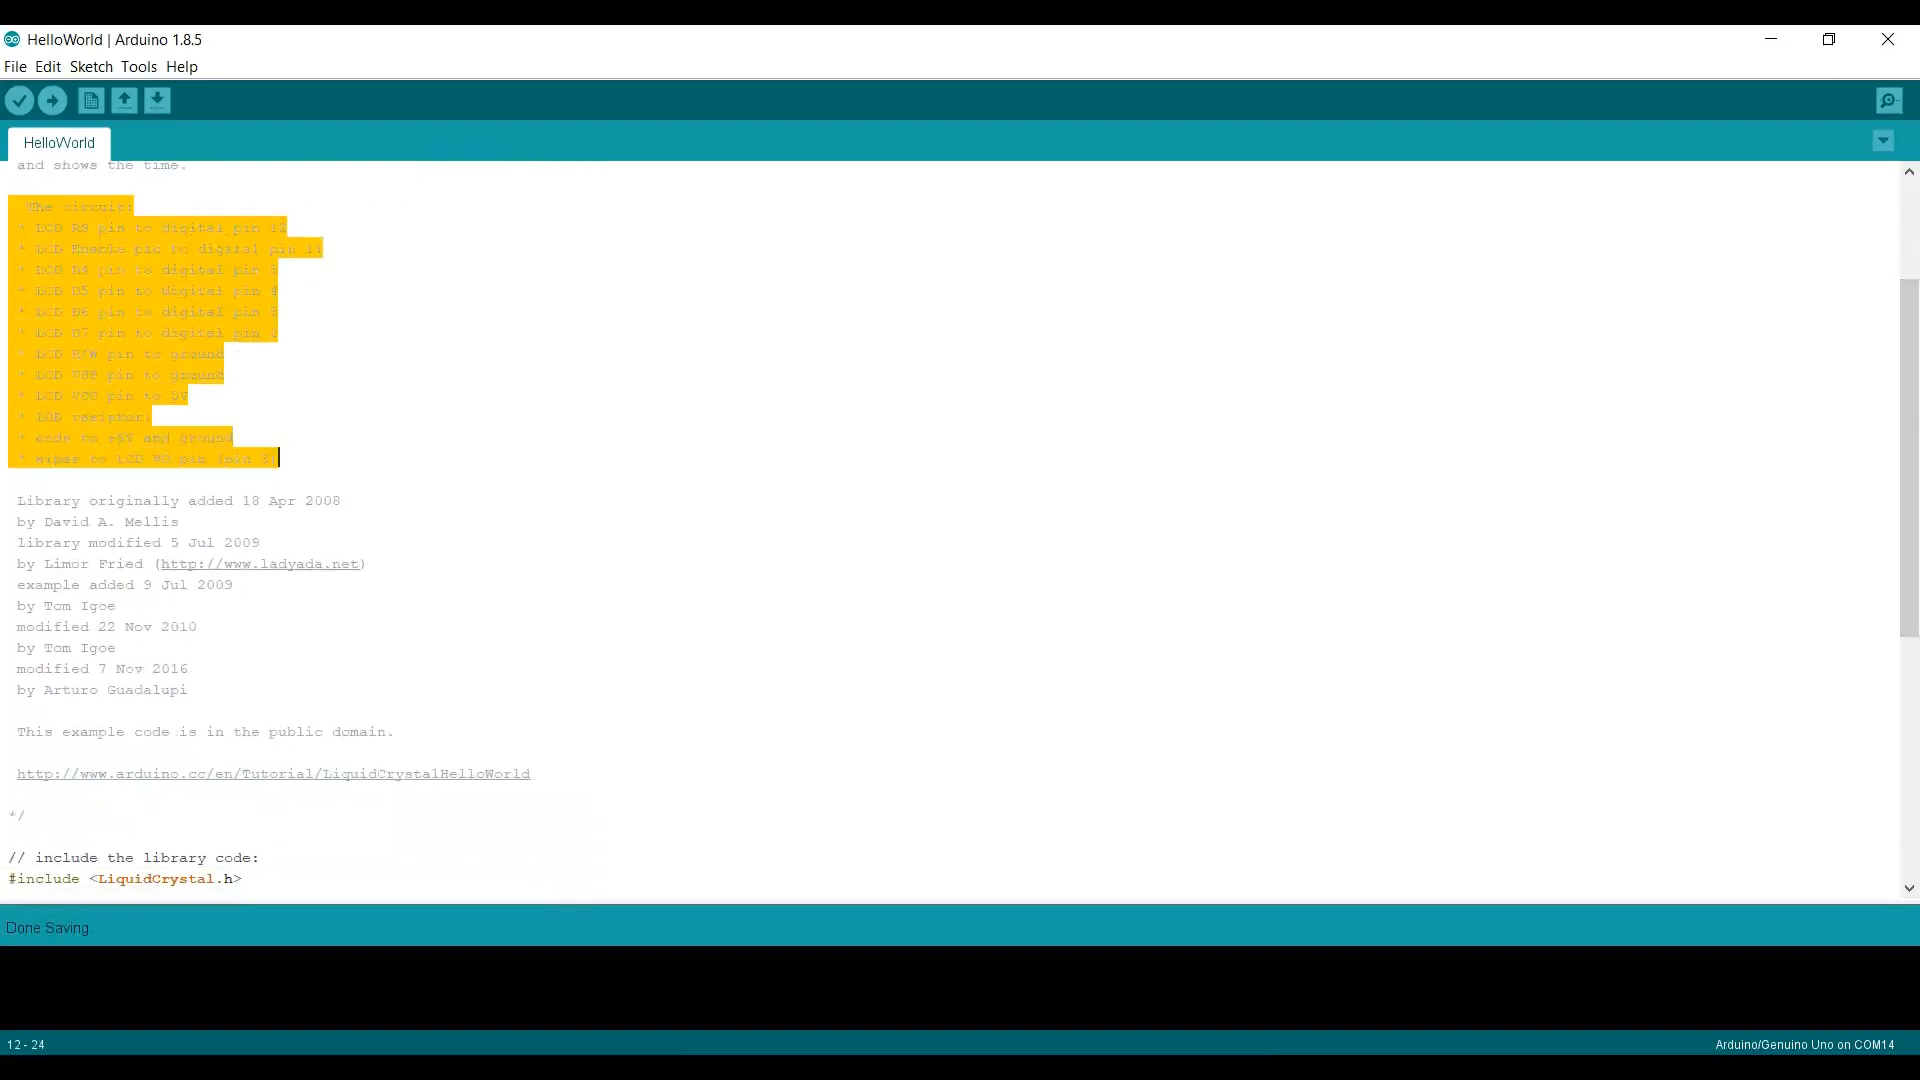 HelloWorld | Arduino 1.8.5
File Edit Sketch Tools Help
HelloWorld
and shows the time.
The circuit:
* LCD RS pin to digital pin 12
* LCD Enable pin to digital pin 11
* LCD D4 pin to digital pin 5
* LCD D5 pin to digital pin 4
* LCD D6 pin to digital pin 3
* LCD D7 pin to digital pin
* LCD R/W pin to ground
* LCD VSS pin to ground
* LCD VCC pin to 5V
* ends to +5V and ground
* wiper to LCD VO pin (pin 3)
Library originally added 18 Apr 2008
by David A. Mellis
library modified 5 Jul 2009
by Limor Fried (http://www.ladyada.net)
example added 9 Jul 2009
by Tom Igoe
modified 22 Nov 2010
by Tom Igoe
modified 7 Nov 2016
by Arturo Guadalupi
This example code is in the public domain.
http://www.arduino.cc/en/Tutorial/LiquidCrystalHelloWorld
*/
// include the library code:
#include <LiquidCrystal.h>
Done Saving.
12 - 24
Arduino/Genuino Uno on COM14